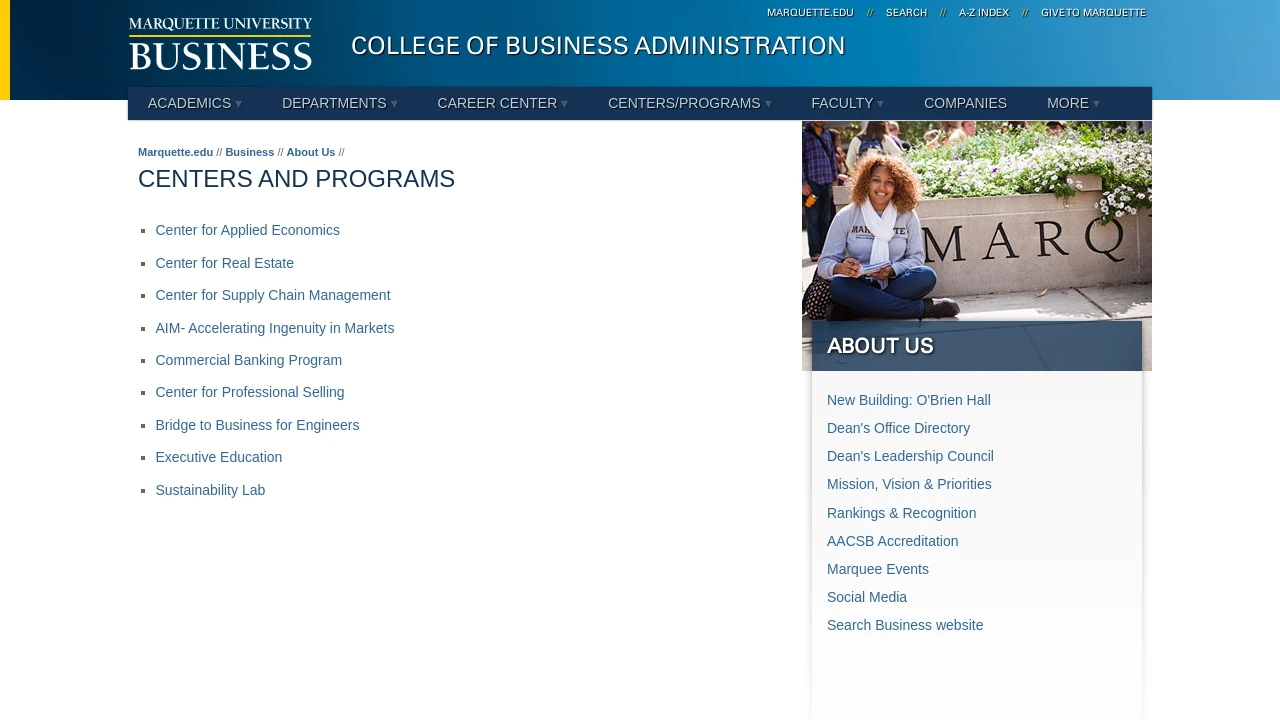 MARQUETTE.EDU // SEARCH // A-Z INDEX // GIVE TO MARQUETTE
MARQUETTE UNIVERSITY
BUSINESS
COLLEGE OF BUSINESS ADMINISTRATION
ACADEMICS ▾ DEPARTMENTS ▾ CAREER CENTER ▾ CENTERS/PROGRAMS ▾ FACULTY ▾ COMPANIES MORE ▾
Marquette.edu // Business // About Us //
CENTERS AND PROGRAMS
Center for Applied Economics
Center for Real Estate
Center for Supply Chain Management
AIM- Accelerating Ingenuity in Markets
Commercial Banking Program
Center for Professional Selling
Bridge to Business for Engineers
Executive Education
Sustainability Lab
MARQ
ABOUT US
New Building: O'Brien Hall
Dean's Office Directory
Dean's Leadership Council
Mission, Vision & Priorities
Rankings & Recognition
AACSB Accreditation
Marquee Events
Social Media
Search Business website